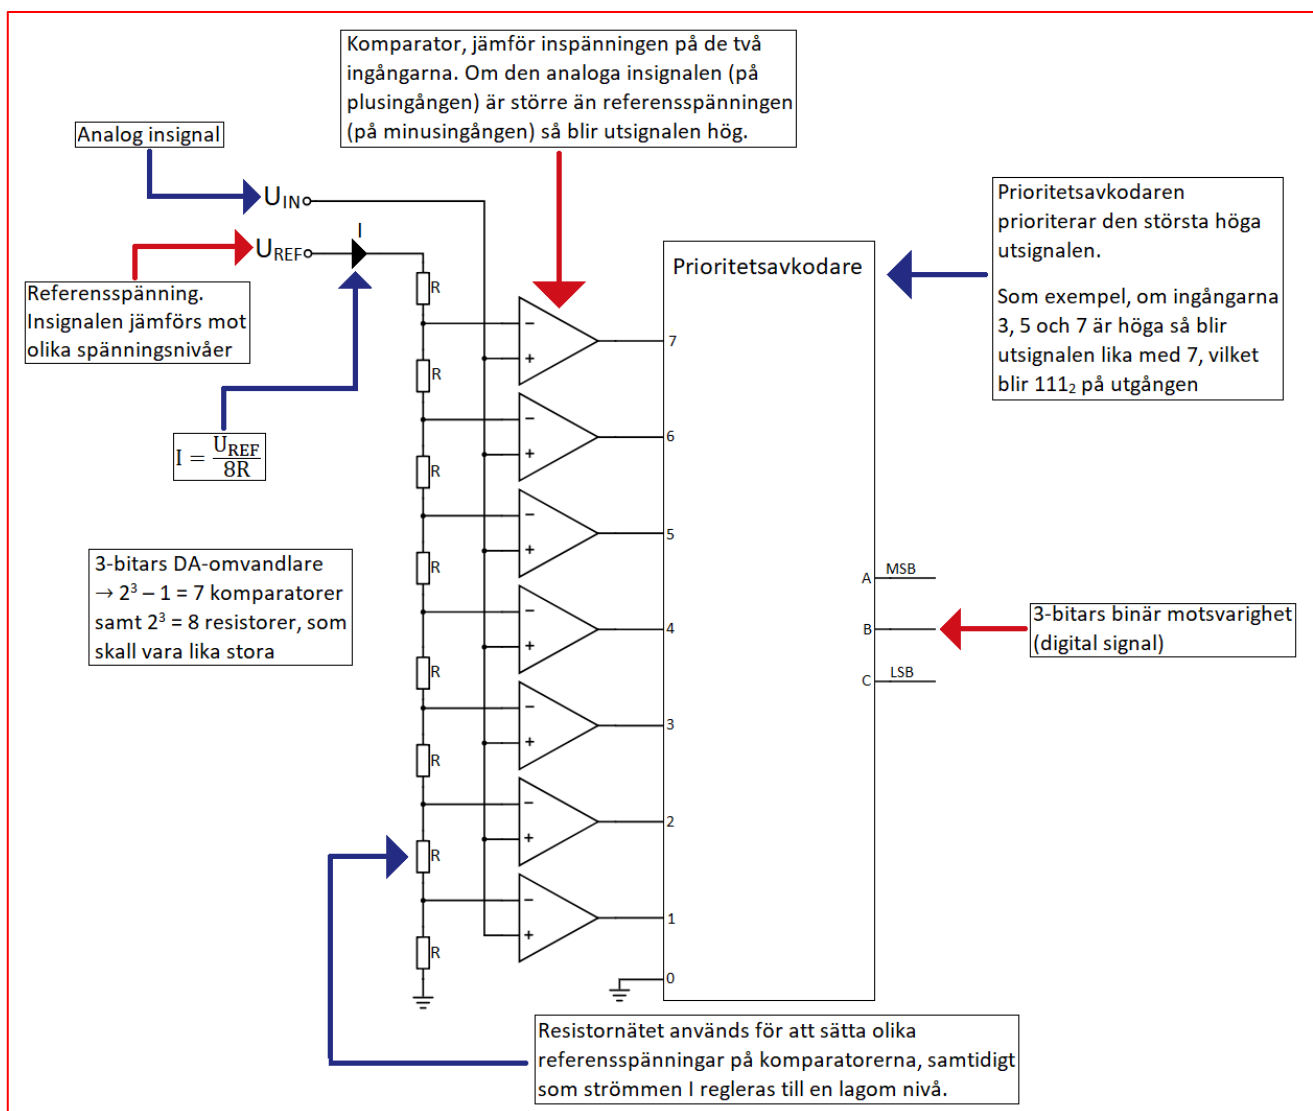 Komparator, jämför inspänningen på de två
ingångarna. Om den analoga insignalen (på
plusingången) är större än referensspänningen
(på minusingången) så blir utsignalen hög.
Analog insignal
U_IN
U_REF
I
Referensspänning.
Insignalen jämförs mot
olika spänningsnivåer
I = U_REF / 8R
3-bitars DA-omvandlare
→ 2³ – 1 = 7 komparatorer
samt 2³ = 8 resistorer, som
skall vara lika stora
R
R
R
R
R
R
R
R
−
+
−
+
−
+
−
+
−
+
−
+
−
+
Prioritetsavkodare
7
6
5
4
3
2
1
0
A MSB
B
C LSB
Prioritetsavkodaren
prioriterar den största höga
utsignalen.
Som exempel, om ingångarna
3, 5 och 7 är höga så blir
utsignalen lika med 7, vilket
blir 111₂ på utgången
3-bitars binär motsvarighet
(digital signal)
Resistornätet används för att sätta olika
referensspänningar på komparatorerna, samtidigt
som strömmen I regleras till en lagom nivå.